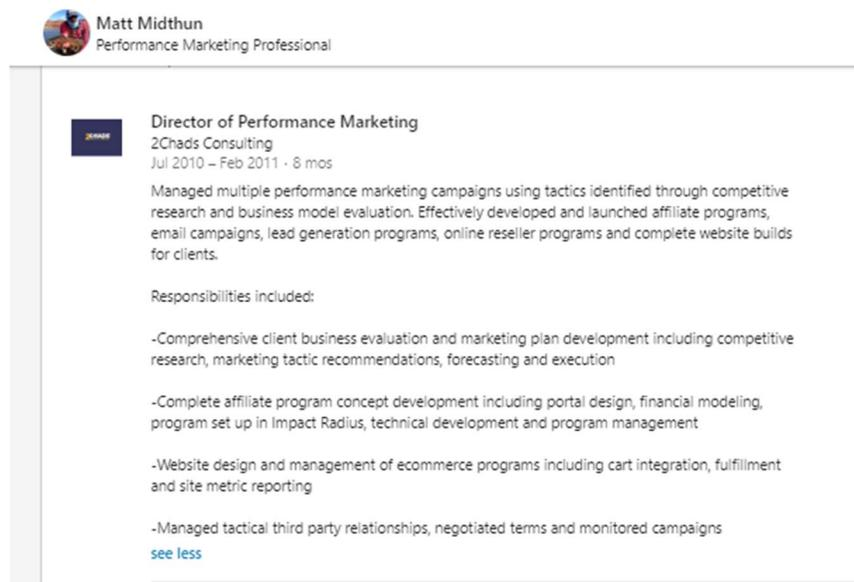 Matt Midthun
Performance Marketing Professional
Director of Performance Marketing
2CHADS
2Chads Consulting
Jul 2010 – Feb 2011 · 8 mos
Managed multiple performance marketing campaigns using tactics identified through competitive
research and business model evaluation. Effectively developed and launched affiliate programs,
email campaigns, lead generation programs, online reseller programs and complete website builds
for clients.
Responsibilities included:
-Comprehensive client business evaluation and marketing plan development including competitive
research, marketing tactic recommendations, forecasting and execution
-Complete affiliate program concept development including portal design, financial modeling,
program set up in Impact Radius, technical development and program management
-Website design and management of ecommerce programs including cart integration, fulfillment
and site metric reporting
-Managed tactical third party relationships, negotiated terms and monitored campaigns
see less